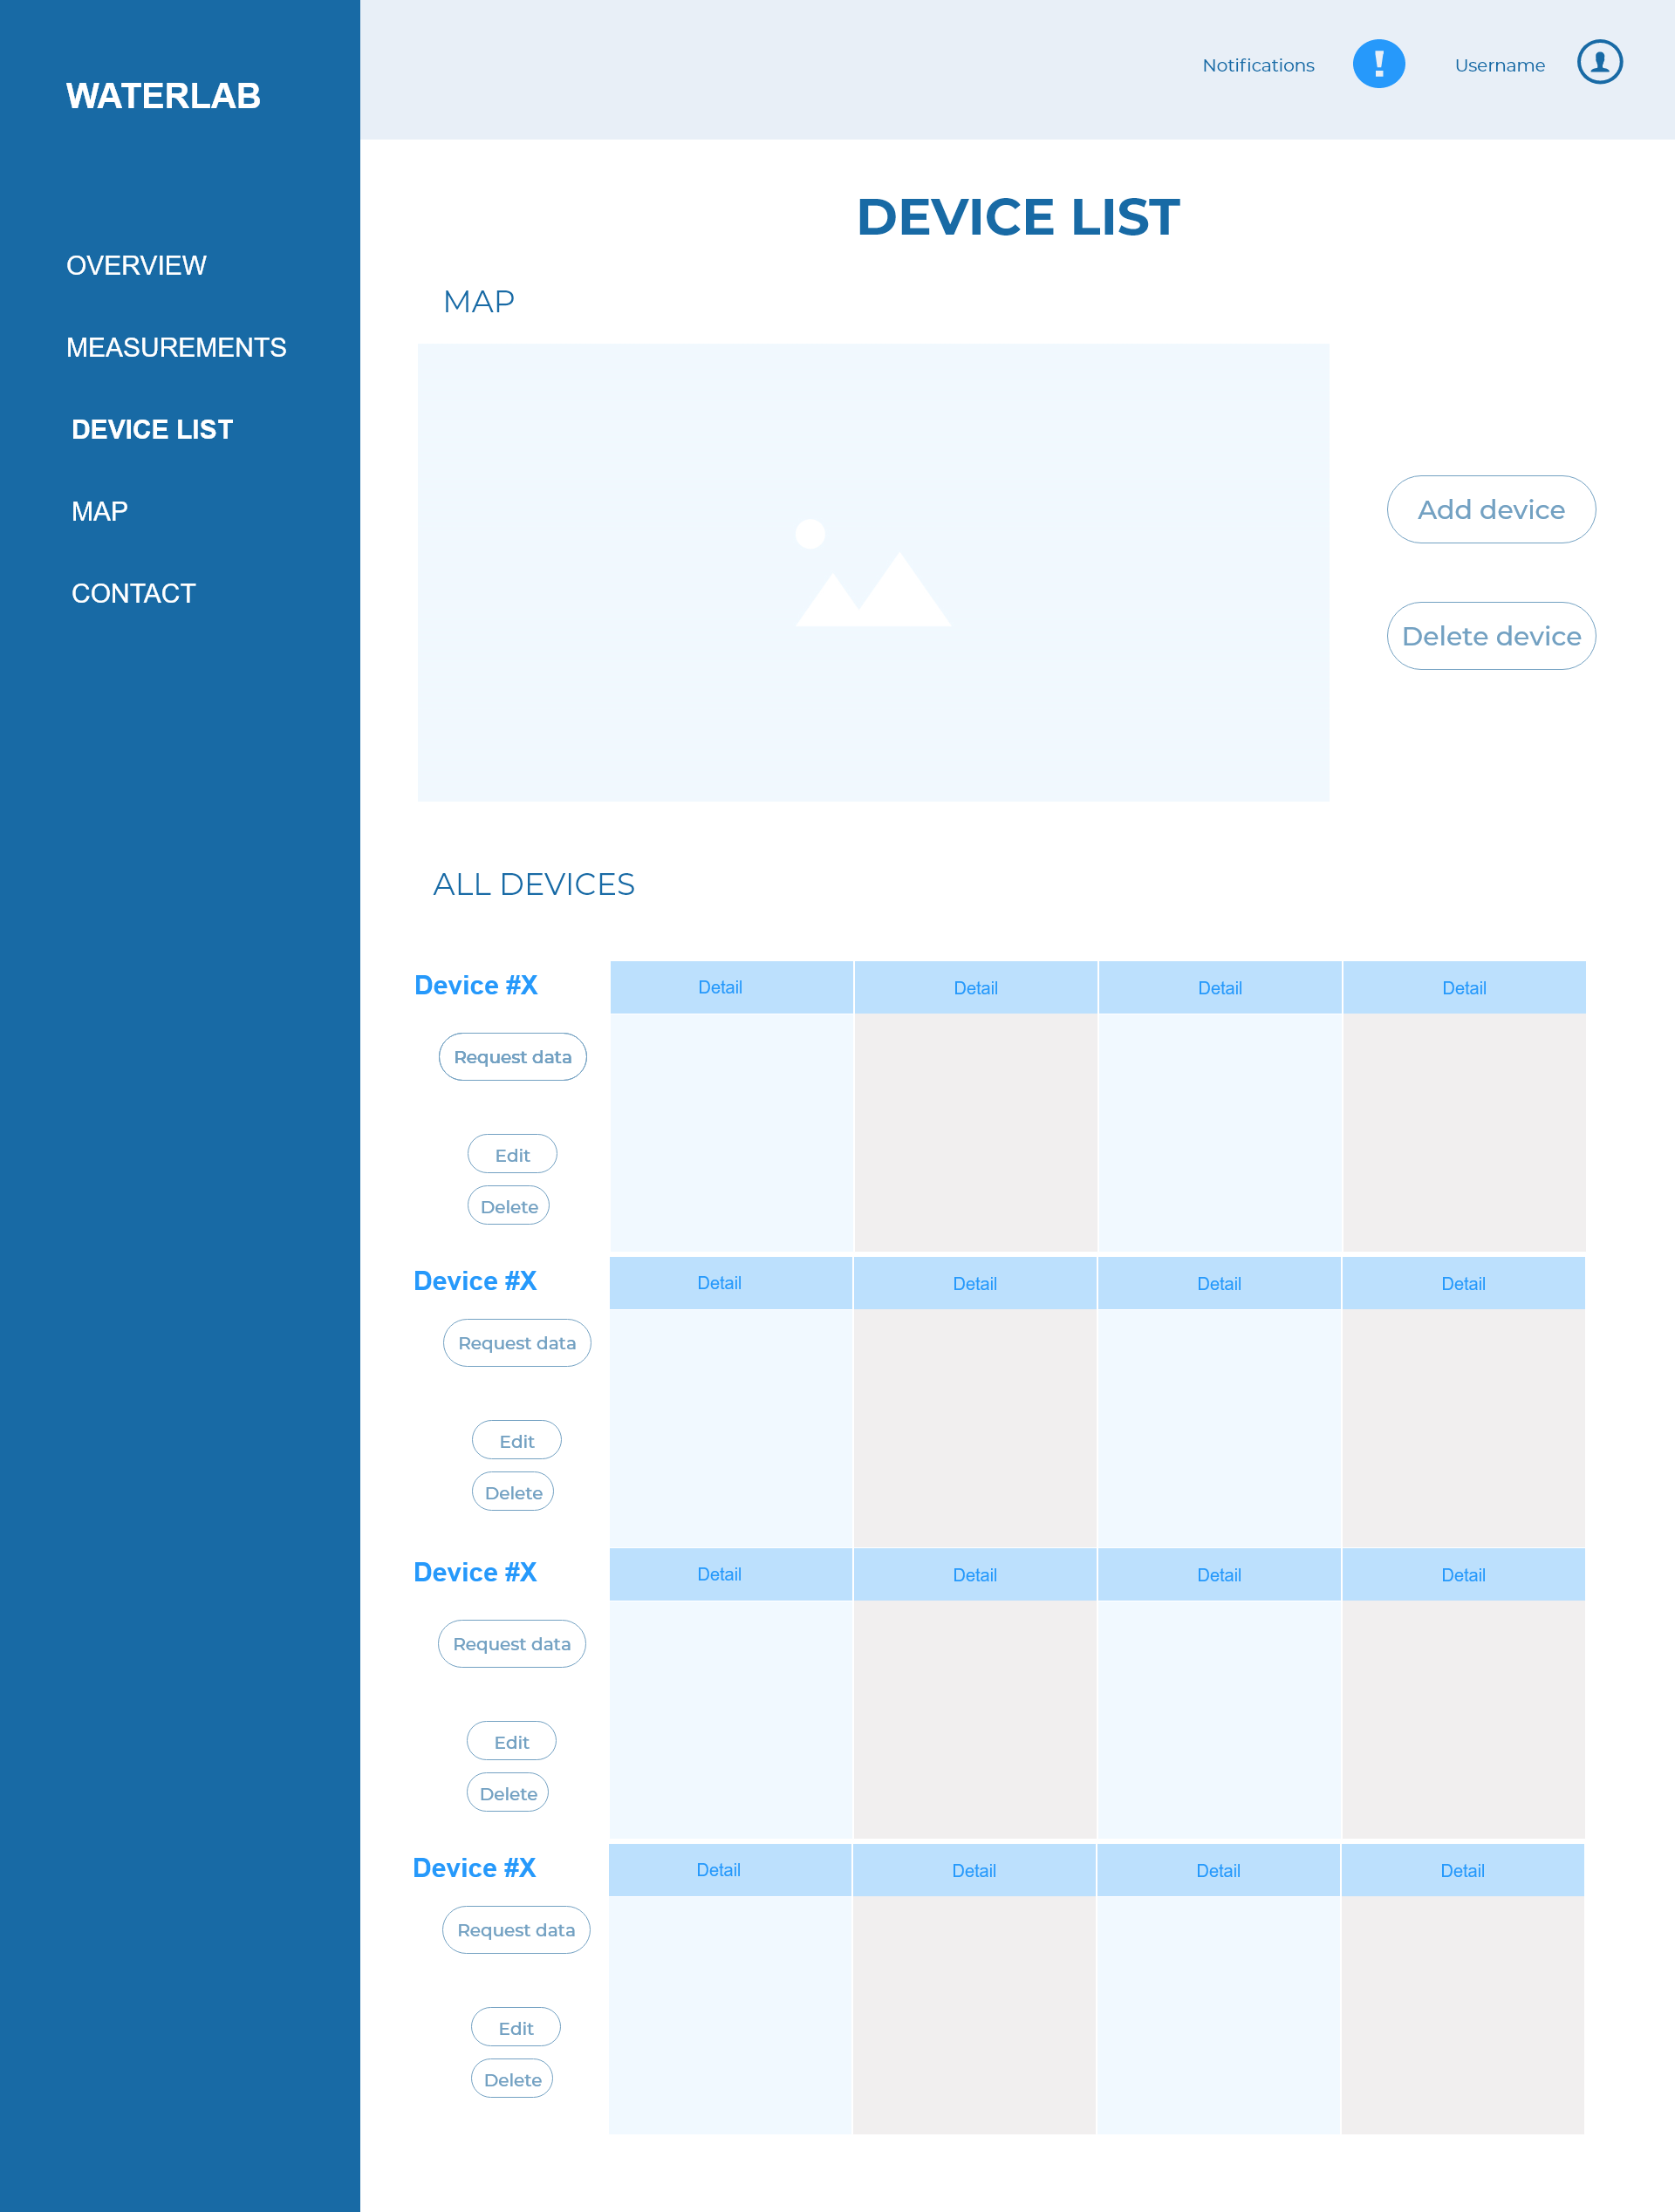 WATERLAB
OVERVIEW
MEASUREMENTS
DEVICE LIST
MAP
CONTACT
Notifications ! Username
DEVICE LIST
MAP
Add device
Delete device
ALL DEVICES
Device #X Detail Detail Detail Detail
Request data
Edit
Delete
Device #X Detail Detail Detail Detail
Request data
Edit
Delete
Device #X Detail Detail Detail Detail
Request data
Edit
Delete
Device #X Detail Detail Detail Detail
Request data
Edit
Delete